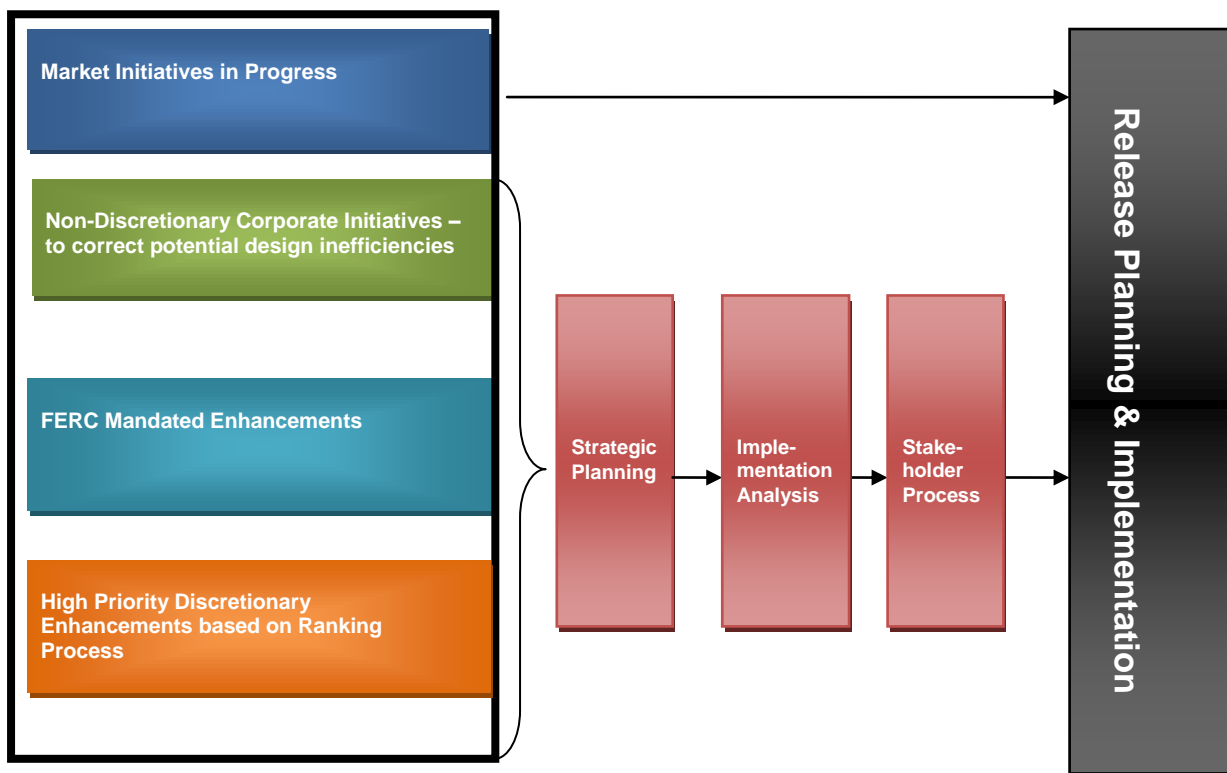 Market Initiatives in Progress
Non-Discretionary Corporate Initiatives –
to correct potential design inefficiencies
FERC Mandated Enhancements
High Priority Discretionary
Enhancements based on Ranking
Process
Strategic
Planning
Imple-
mentation
Analysis
Stake-
holder
Process
Release Planning & Implementation